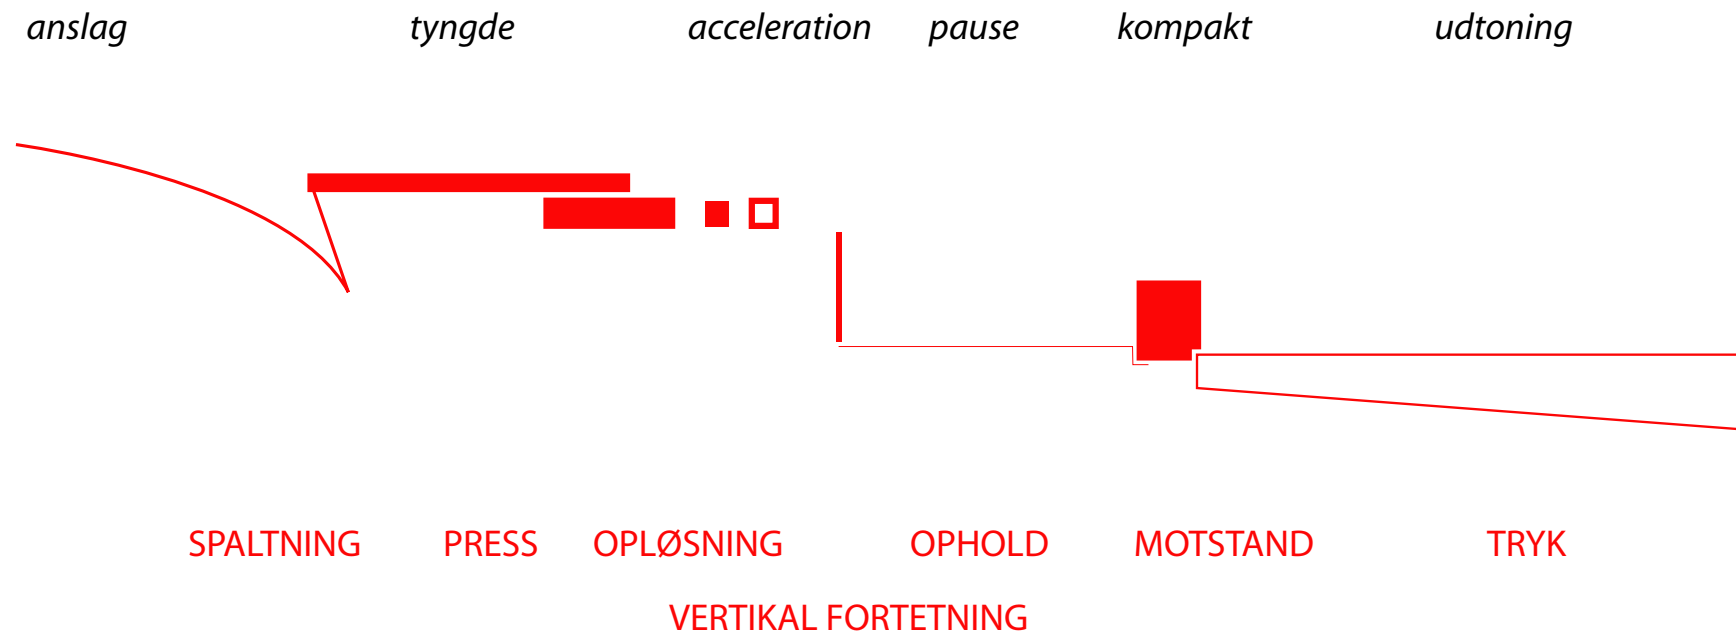 anslag tyngde acceleration pause kompakt udtoning
SPALTNING PRESS OPLØSNING OPHOLD MOTSTAND TRYK
VERTIKAL FORTETNING